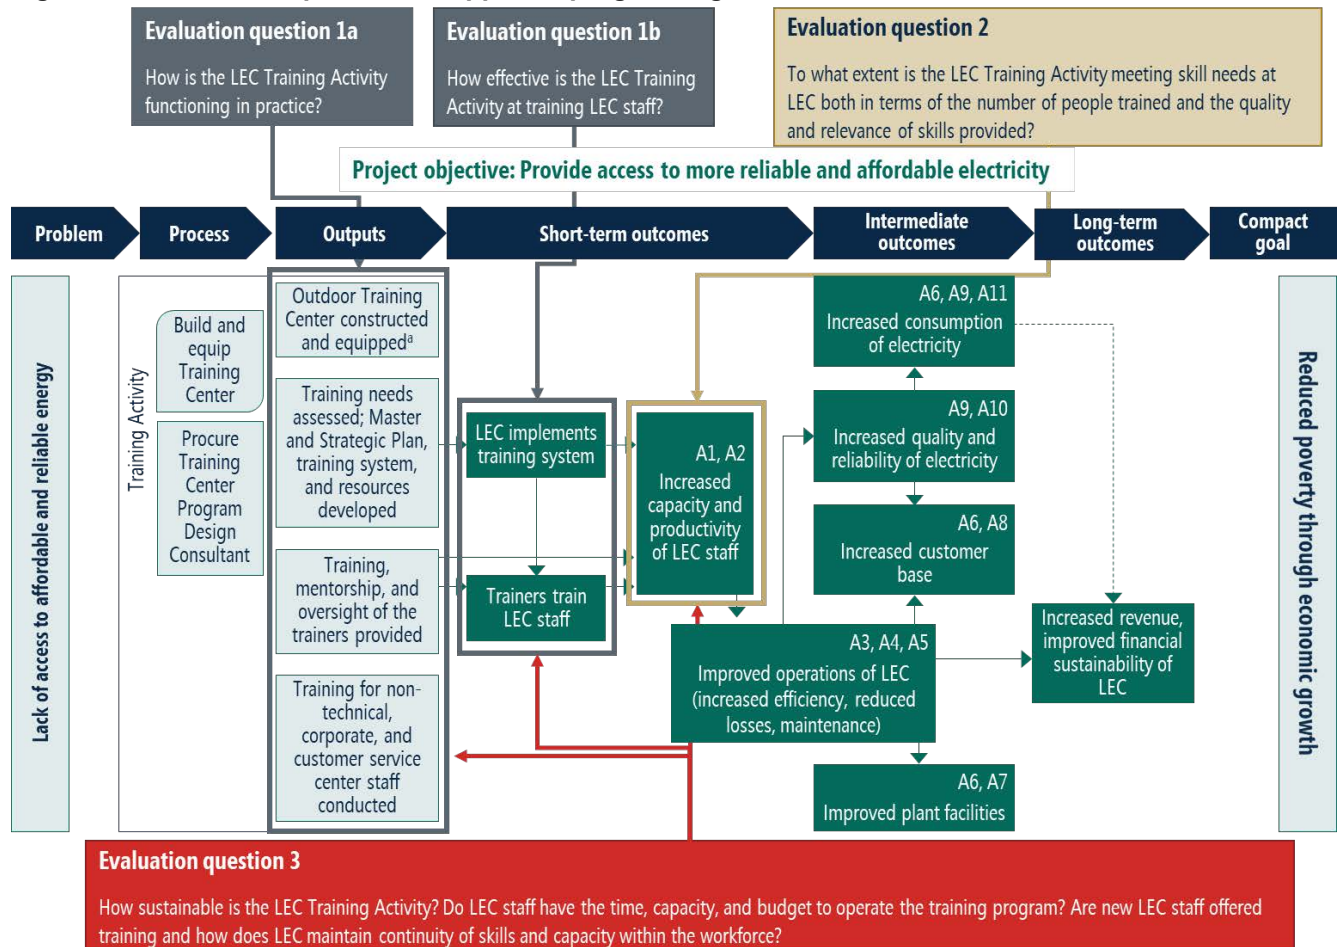 Evaluation question 1a
How is the LEC Training Activity
functioning in practice?
Evaluation question 1b
How effective is the LEC Training
Activity at training LEC staff?
Evaluation question 2
To what extent is the LEC Training Activity meeting skill needs at
LEC both in terms of the number of people trained and the quality
and relevance of skills provided?
Project objective: Provide access to more reliable and affordable electricity
Problem
Process
Outputs
Short-term outcomes
Intermediate
outcomes
Long-term
outcomes
Compact
goal
Lack of access to affordable and reliable energy
Training Activity
Build and
equip
Training
Center
Procure
Training
Center
Program
Design
Consultant
Outdoor Training
Center constructed
and equippedᵃ
Training needs
assessed; Master
and Strategic Plan,
training system,
and resources
developed
Training,
mentorship, and
oversight of the
trainers provided
Training for non-
technical,
corporate, and
customer service
center staff
conducted
LEC implements
training system
Trainers train
LEC staff
A1, A2
Increased
capacity and
productivity
of LEC staff
A6, A9, A11
Increased consumption
of electricity
A9, A10
Increased quality and
reliability of electricity
A6, A8
Increased customer
base
A3, A4, A5
Improved operations of LEC
(increased efficiency, reduced
losses, maintenance)
A6, A7
Improved plant facilities
Increased revenue,
improved financial
sustainability of
LEC
Reduced poverty through economic growth
Evaluation question 3
How sustainable is the LEC Training Activity? Do LEC staff have the time, capacity, and budget to operate the training program? Are new LEC staff offered
training and how does LEC maintain continuity of skills and capacity within the workforce?